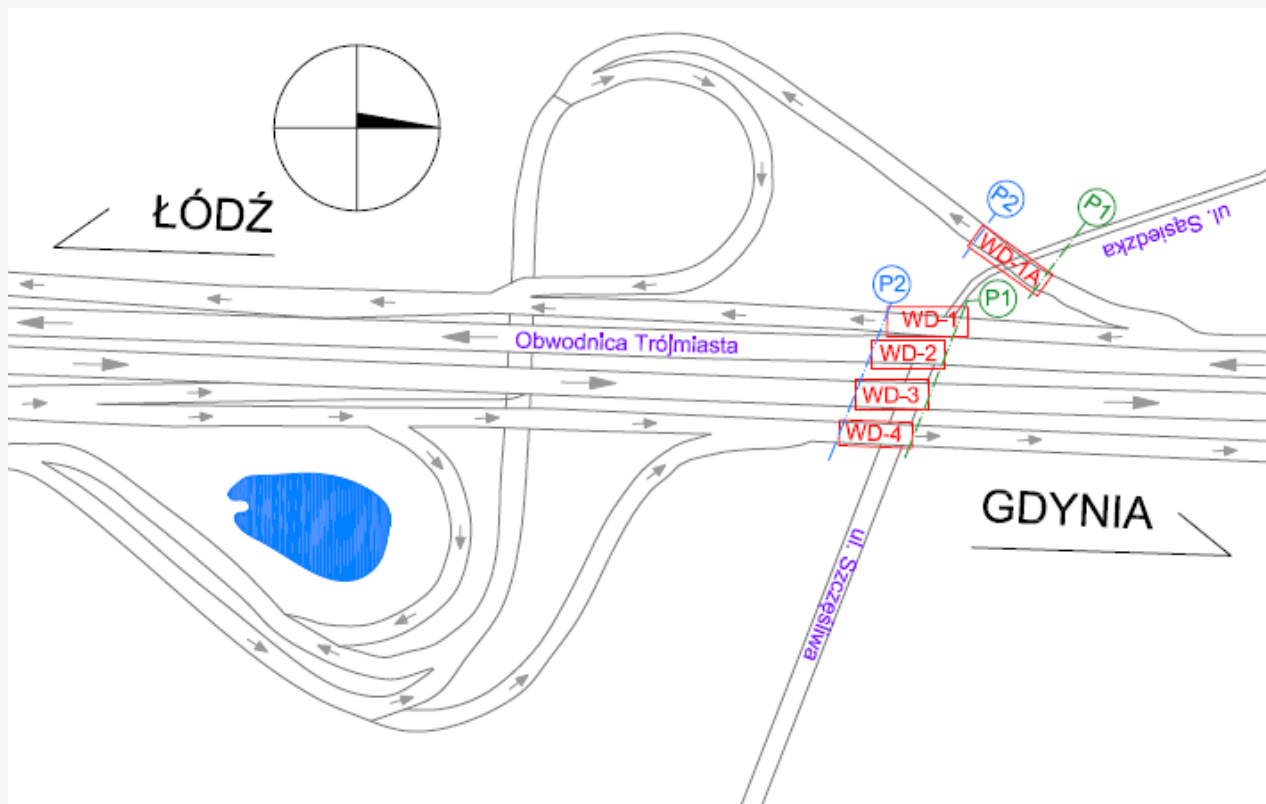 ŁÓDŹ
P2
P1
ul. Sąsiedzka
WD-1A
P2
P1
WD-1
Obwodnica Trójmiasta
WD-2
WD-3
WD-4
GDYNIA
ul. Szczęśliwa